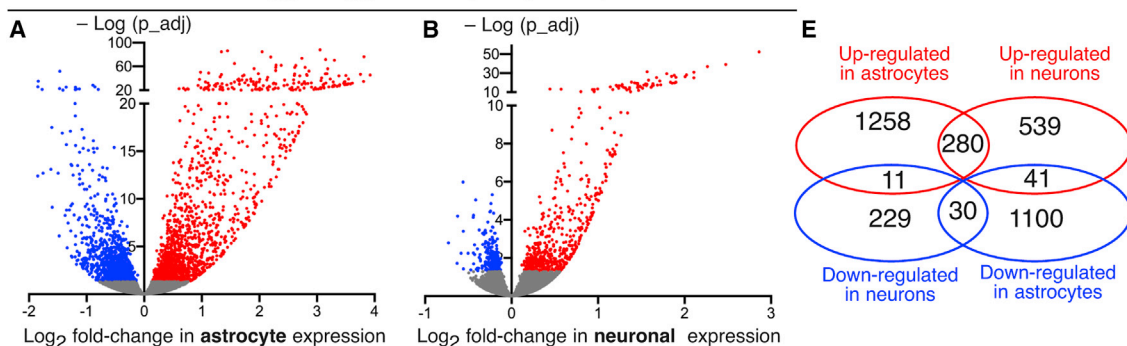 A
– Log (p_adj)
100
60
20
20
15
10
5
-2
-1
0
1
2
3
4
Log2 fold-change in astrocyte expression
B
– Log (p_adj)
50
30
10
10
8
6
4
2
-1
0
1
2
3
Log2 fold-change in neuronal expression
E
Up-regulated
in astrocytes
Up-regulated
in neurons
1258
280
539
11
41
229
30
1100
Down-regulated
in neurons
Down-regulated
in astrocytes